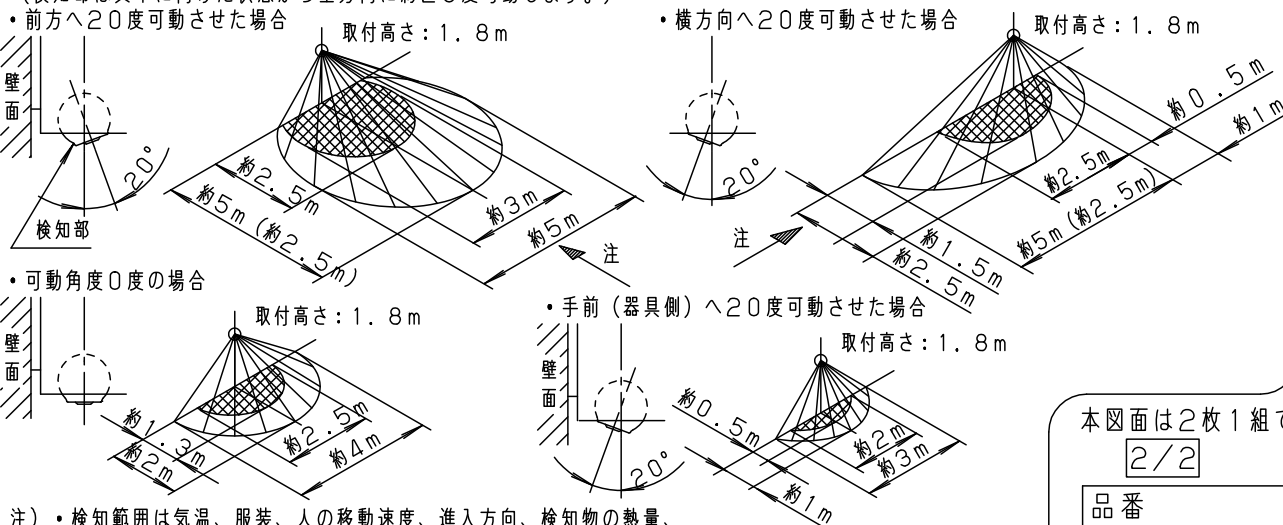 ・前方へ20度可動させた場合
取付高さ：1.8m
壁面
20°
検知部
約2.5m
約5m(約2.5m)
約3m
約5m
注
・横方向へ20度可動させた場合
取付高さ：1.8m
20°
約0.5m
約1m
約2.5m
約5m(約2.5m)
約1.5m
約2.5m
注
・可動角度0度の場合
取付高さ：1.8m
壁面
約1.3m
約2m
約2.5m
約4m
・手前（器具側）へ20度可動させた場合
取付高さ：1.8m
壁面
20°
約0.5m
約1m
約2m
約3m
本図面は2枚1組で
2/2
品番
注）・検知範囲は気温、服装、人の移動速度、進入方向、検知物の熱量、